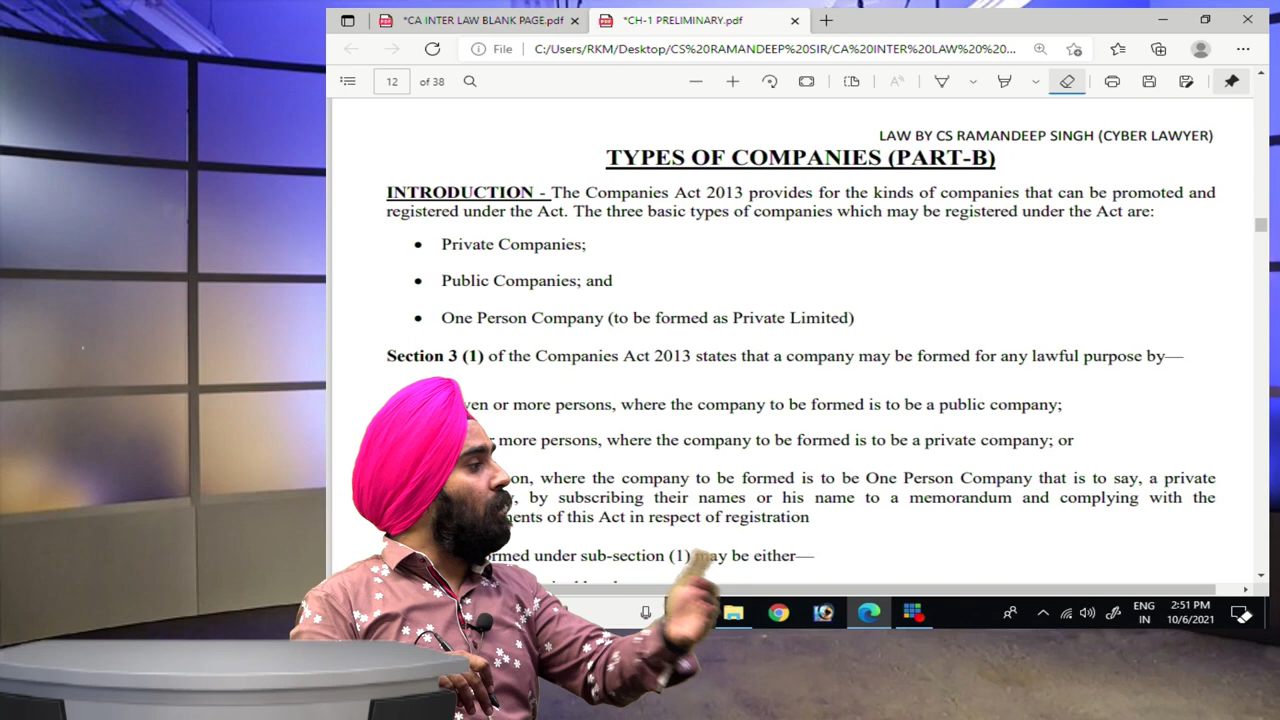 *CA INTER LAW BLANK PAGE.pdf
*CH-1 PRELIMINARY.pdf
File C:/Users/RKM/Desktop/CS%20RAMANDEEP%20SIR/CA%20INTER%20LAW%20%20...
12 of 38
LAW BY CS RAMANDEEP SINGH (CYBER LAWYER)
TYPES OF COMPANIES (PART-B)
INTRODUCTION - The Companies Act 2013 provides for the kinds of companies that can be promoted and
registered under the Act. The three basic types of companies which may be registered under the Act are:
• Private Companies;
• Public Companies; and
• One Person Company (to be formed as Private Limited)
Section 3 (1) of the Companies Act 2013 states that a company may be formed for any lawful purpose by—
or more persons, where the company to be formed is to be a public company;
more persons, where the company to be formed is to be a private company; or
where the company to be formed is to be One Person Company that is to say, a private
by subscribing their names or his name to a memorandum and complying with the
of this Act in respect of registration
under sub-section (1) may be either—
ENG
IN
2:51 PM
10/6/2021